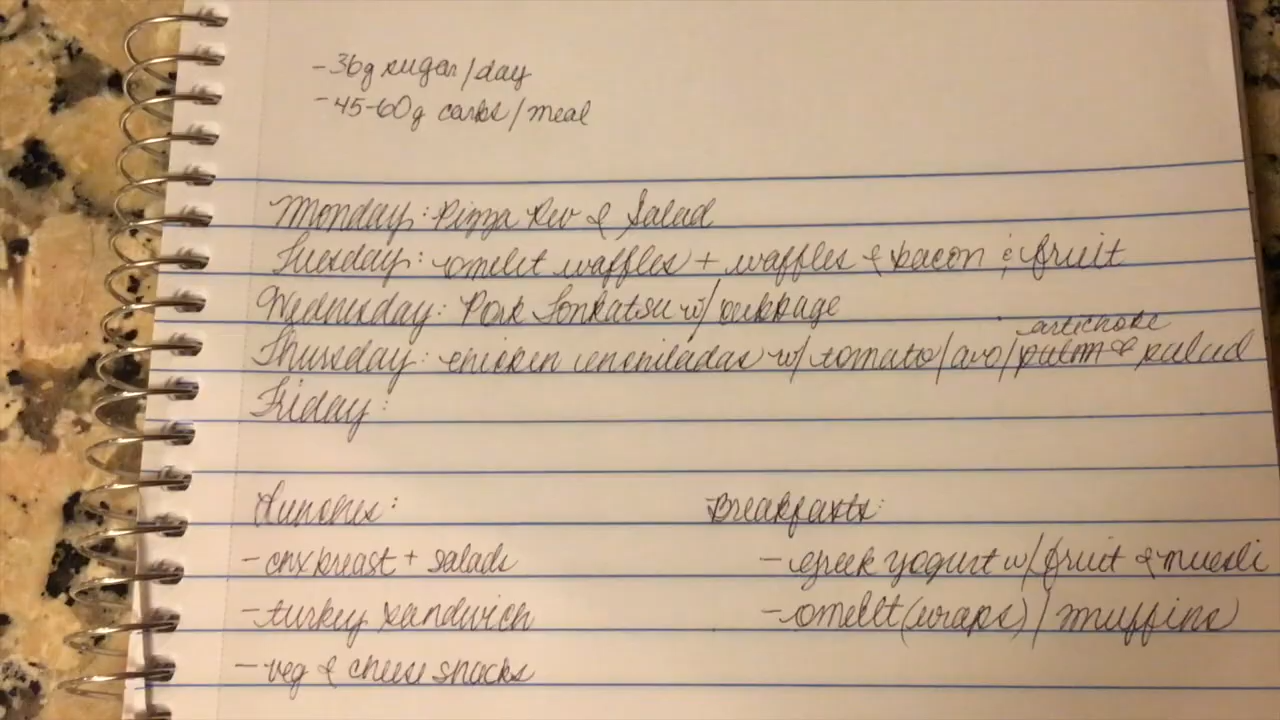 -36g sugar/day
-45-60g carbs/meal
Monday: Pizza Rev & Salad
Tuesday: omelet waffles + waffles & bacon & fruit
Wednesday: Pork Tonkatsu w/ cabbage
artichoke
Thursday: chicken enchiladas w/ tomato/avo/palm & salad
Friday:
Lunches:
Breakfasts:
-chx breast + salads
-greek yogurt w/ fruit & muesli
-turkey sandwich
-omelet (wraps) / muffins
-veg & cheese snacks